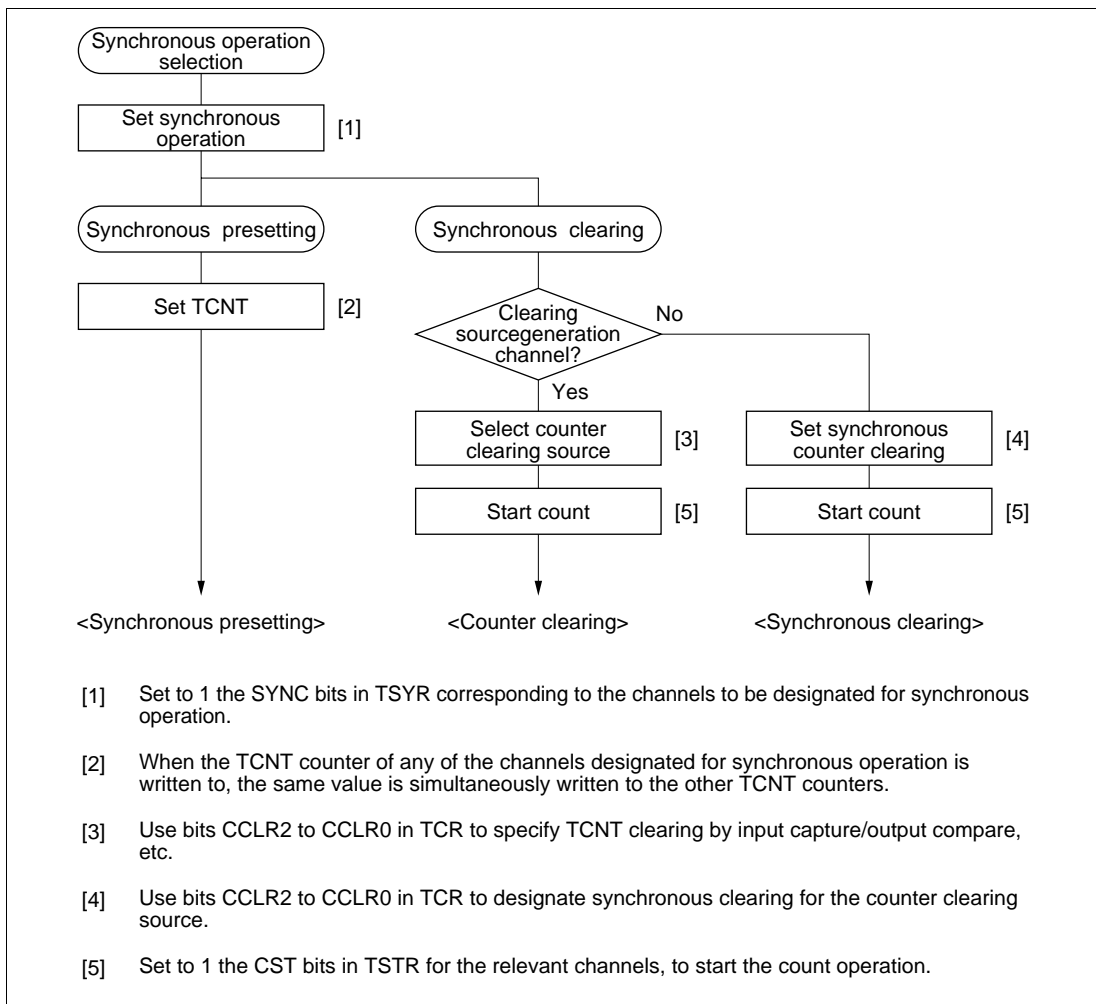 Synchronous operation
selection
Set synchronous
operation
[1]
Synchronous presetting
Synchronous clearing
Set TCNT
[2]
Clearing
sourcegeneration
channel?
No
Yes
Select counter
clearing source
[3]
Set synchronous
counter clearing
[4]
Start count
[5]
Start count
[5]
<Synchronous presetting>
<Counter clearing>
<Synchronous clearing>
[1] Set to 1 the SYNC bits in TSYR corresponding to the channels to be designated for synchronous
operation.
[2] When the TCNT counter of any of the channels designated for synchronous operation is
written to, the same value is simultaneously written to the other TCNT counters.
[3] Use bits CCLR2 to CCLR0 in TCR to specify TCNT clearing by input capture/output compare,
etc.
[4] Use bits CCLR2 to CCLR0 in TCR to designate synchronous clearing for the counter clearing
source.
[5] Set to 1 the CST bits in TSTR for the relevant channels, to start the count operation.